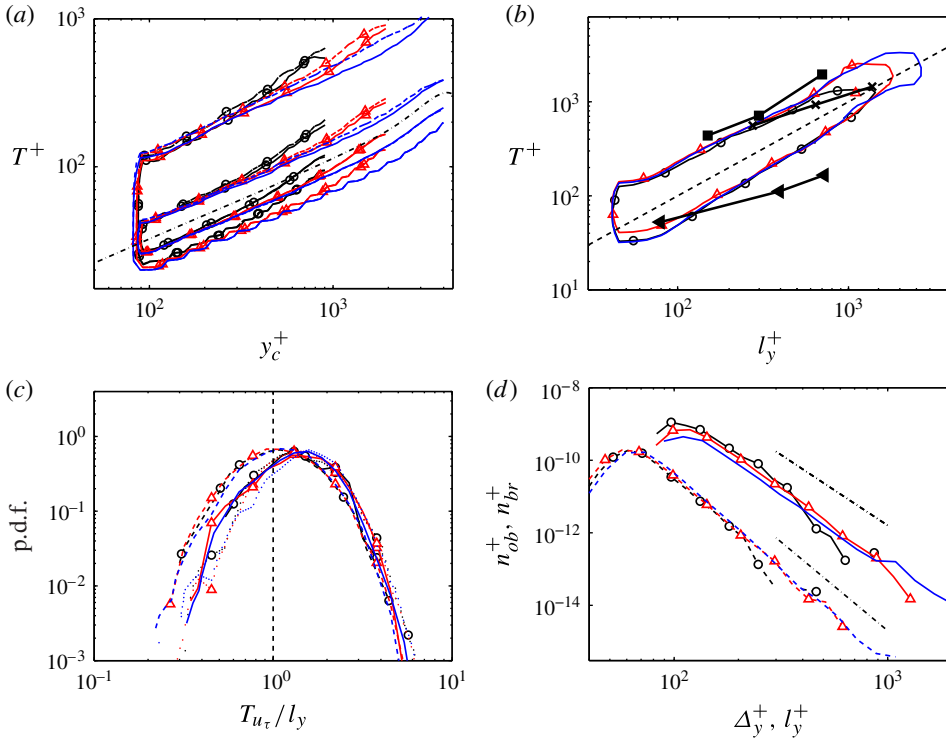 (a)
10³
T⁺
10²
10²
10³
y_c⁺
(b)
10³
T⁺
10²
10¹
10²
10³
l_y⁺
(c)
10⁰
p.d.f.
10⁻¹
10⁻²
10⁻³
10⁻¹
10⁰
10¹
T_{u_τ}/l_y
(d)
10⁻⁸
10⁻¹⁰
n_{ob}⁺, n_{br}⁺
10⁻¹²
10⁻¹⁴
10²
10³
Δ_y⁺, l_y⁺